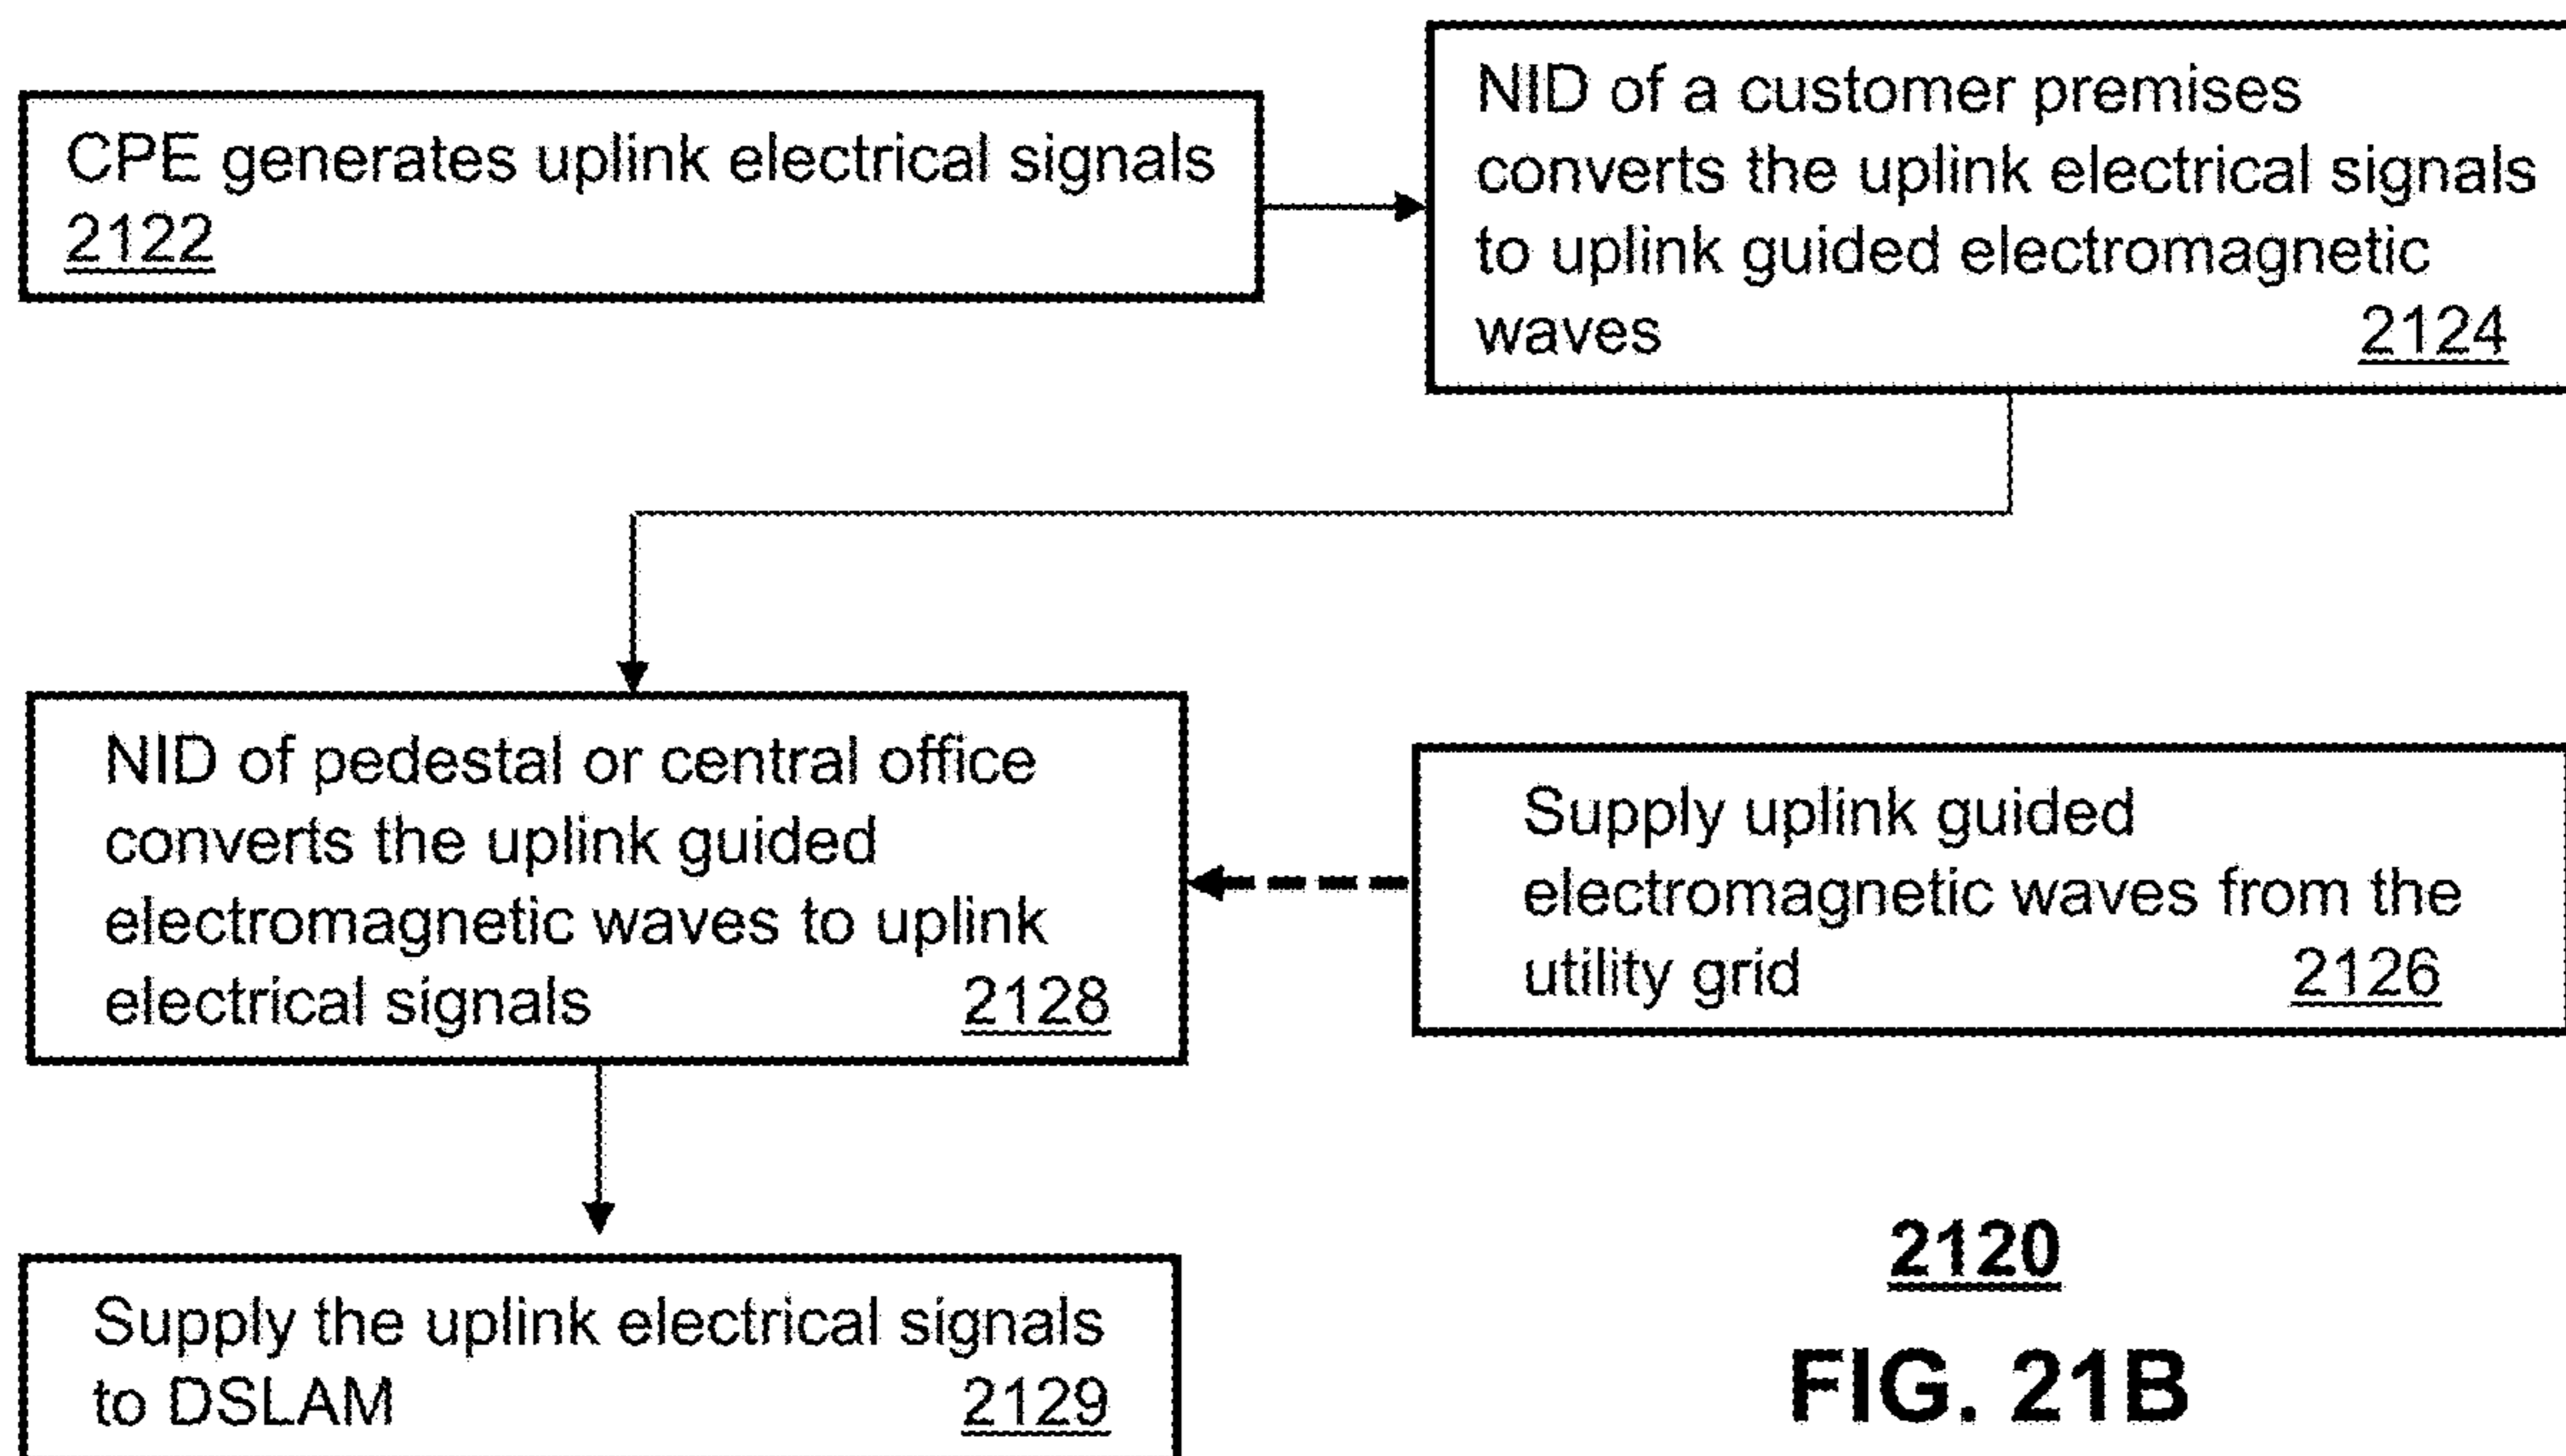 CPE generates uplink electrical signals
2122
NID of a customer premises
converts the uplink electrical signals
to uplink guided electromagnetic
waves 2124
NID of pedestal or central office
converts the uplink guided
electromagnetic waves to uplink
electrical signals 2128
Supply uplink guided
electromagnetic waves from the
utility grid 2126
Supply the uplink electrical signals
to DSLAM 2129
2120
FIG. 21B